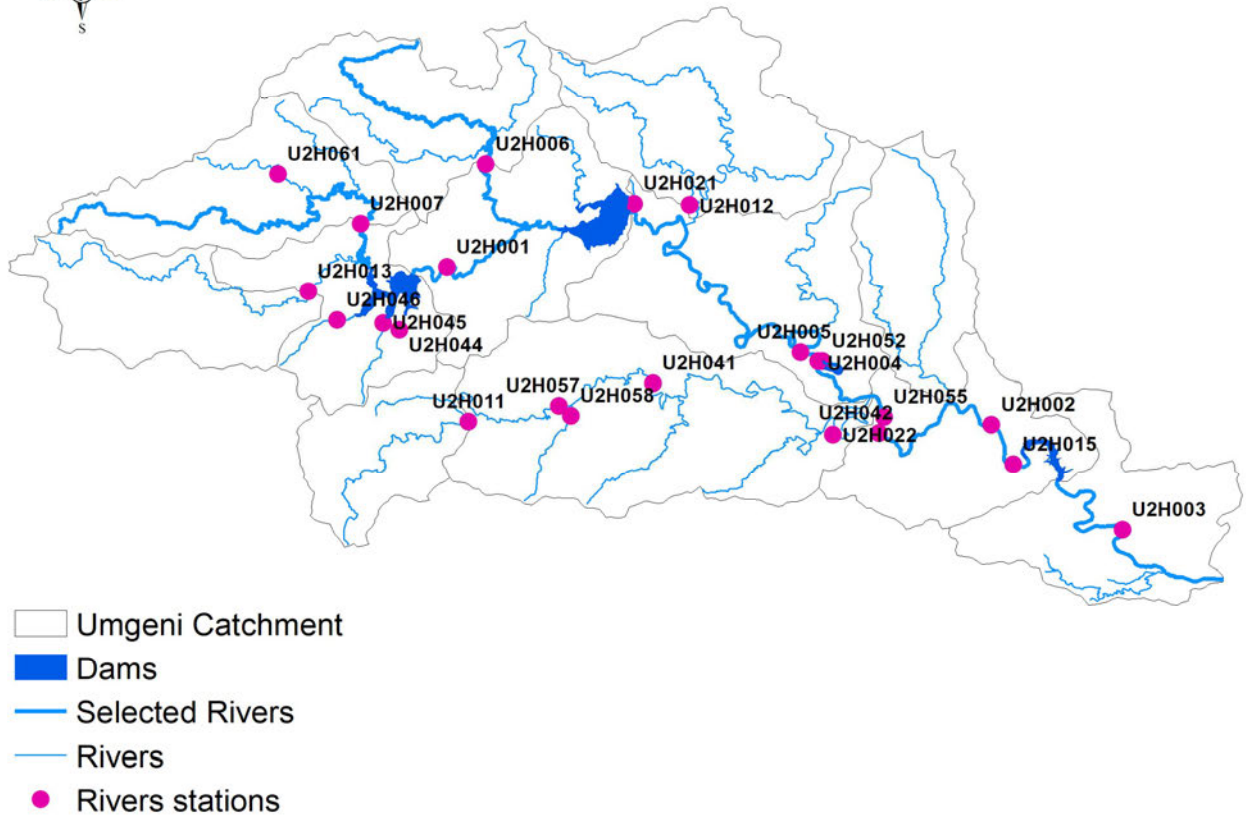 S
U2H006
U2H061
U2H021
U2H007
U2H012
U2H001
U2H013
U2H046
U2H045
U2H044
U2H005
U2H052
U2H004
U2H041
U2H057
U2H058
U2H011
U2H055
U2H042
U2H002
U2H022
U2H015
U2H003
Umgeni Catchment
Dams
Selected Rivers
Rivers
Rivers stations